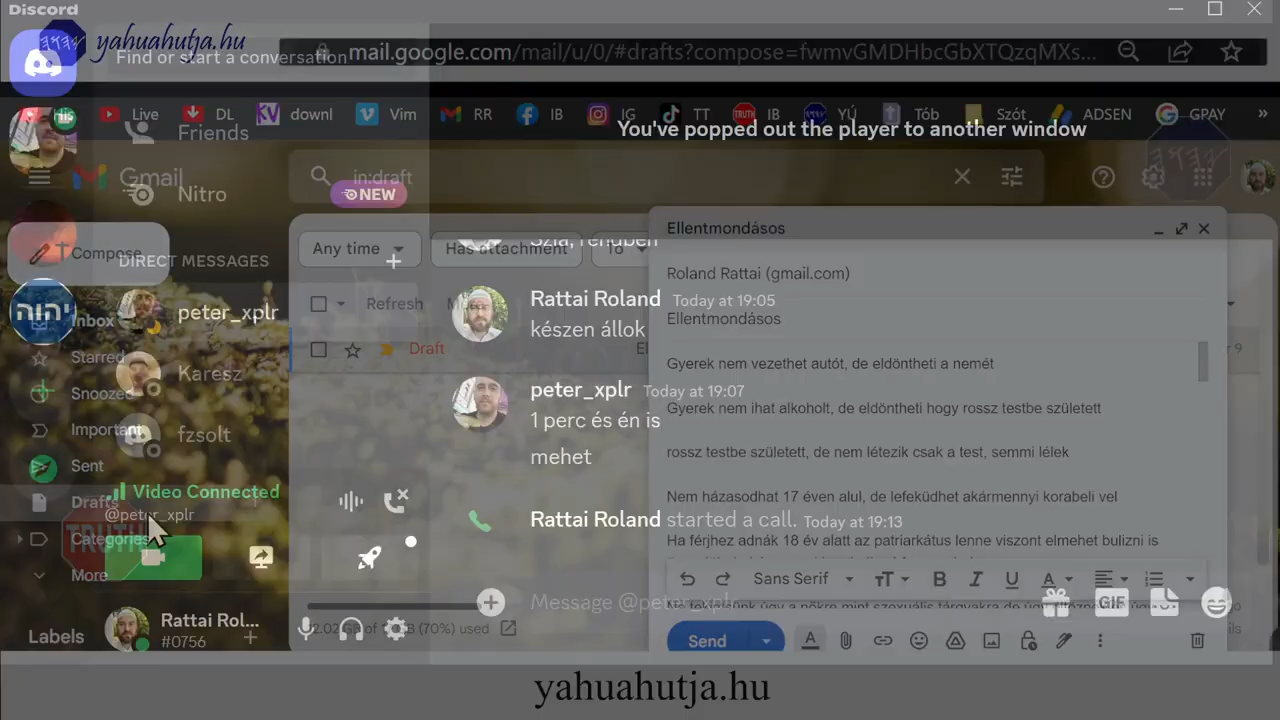 Discord
yahuahutja.hu
Find or start a conversation
mail.google.com/mail/u/0/#drafts?compose=fwmvGMDHbcGbXTQzqMXs...
Live
DL
downl
Vim
RR
IB
IG
TT
IB
YÚ
Tób
Szót
ADSEN
GPAY
»
You've popped out the player to another window
Friends
Gmail
in:draft
Nitro
NEW
Compose
DIRECT MESSAGES
Any time
Has attachment
To
Szia, rendben
Ellentmondásos
Roland Rattai (gmail.com)
Rattai Roland Today at 19:05
Ellentmondásos
készen állok
peter_xplr
Inbox
Refresh
Starred
Draft
Gyerek nem vezethet autót, de eldöntheti a nemét
Karesz
Snoozed
peter_xplr Today at 19:07
Gyerek nem ihat alkoholt, de eldöntheti hogy rossz testbe született
1 perc és én is
Important
fzsolt
mehet
rossz testbe született, de nem létezik csak a test, semmi lélek
Sent
Video Connected
Nem házasodhat 17 éven alul, de lefeküdhet akármennyi korabeli vel
Drafts
@peter_xplr
Rattai Roland started a call. Today at 19:13
TRUTH
Categories
Ha férjhez adnák 18 év alatt az patriarkátus lenne viszont elmehet bulizni is
More
Sans Serif
B I U A
Message @peter_xplr
GIF
Rattai Rol...
#0756
(70%) used
Labels
Send
yahuahutja.hu